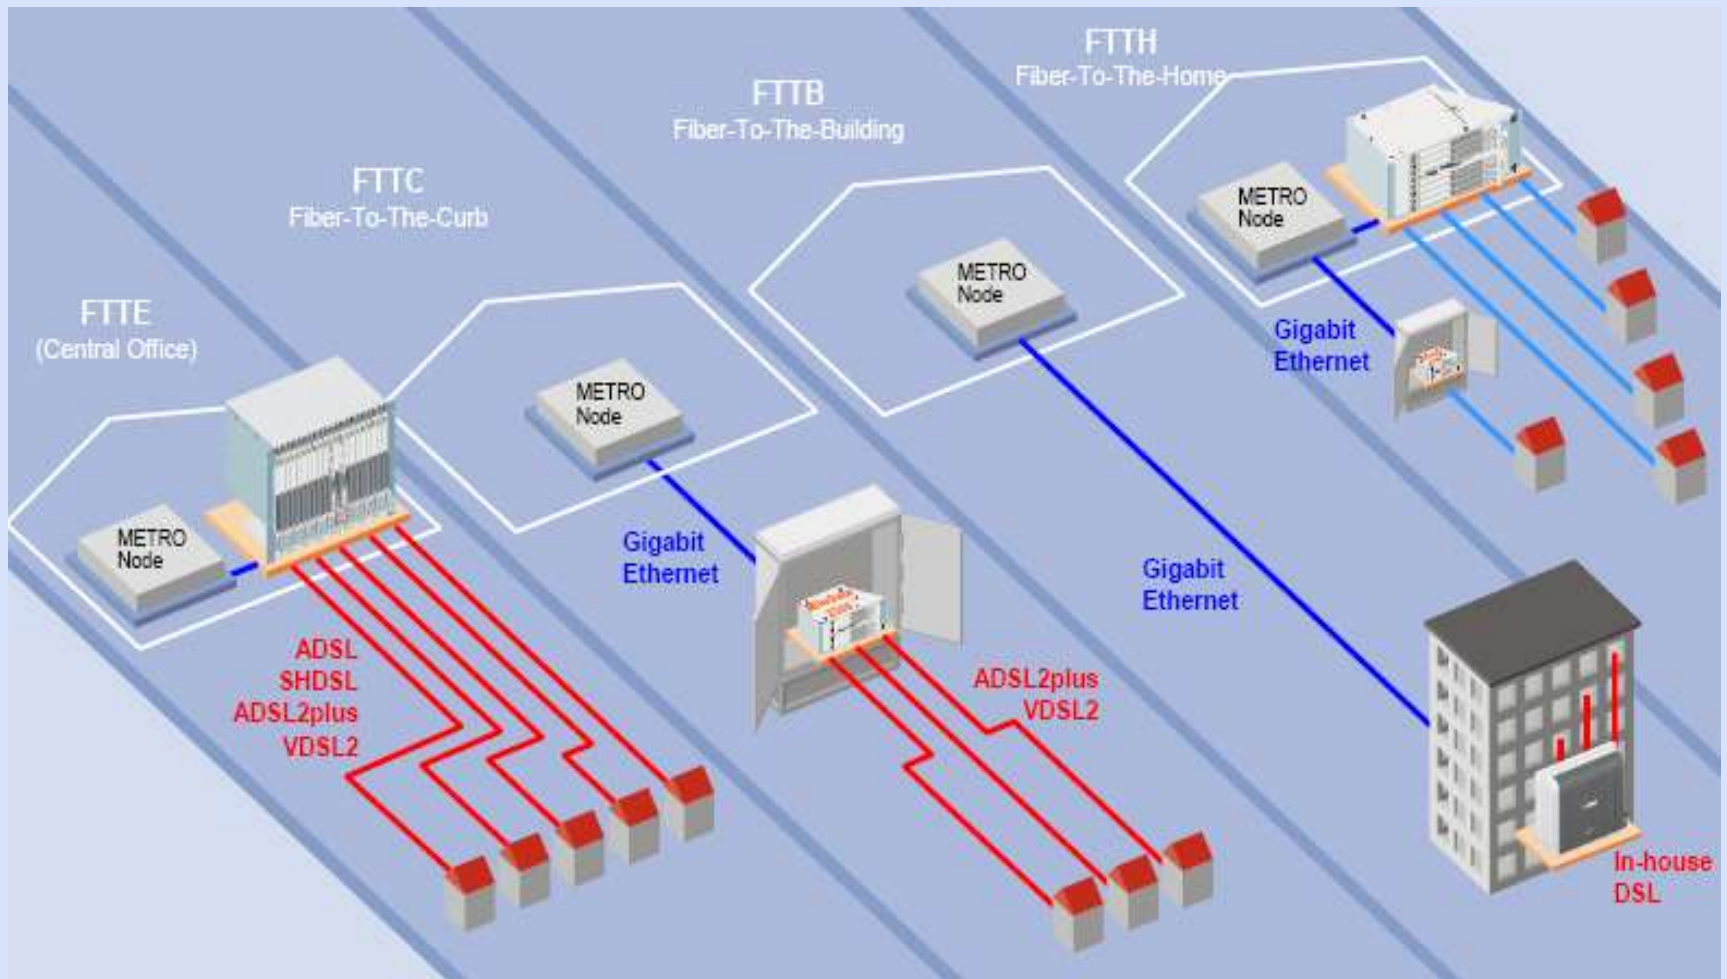 FTTH
Fiber-To-The-Home
FTTB
Fiber-To-The-Building
FTTC
Fiber-To-The-Curb
FTTE
(Central Office)
METRO
Node
METRO
Node
METRO
Node
METRO
Node
Gigabit
Ethernet
Gigabit
Ethernet
Gigabit
Ethernet
ADSL
SHDSL
ADSL2plus
VDSL2
ADSL2plus
VDSL2
In-house
DSL